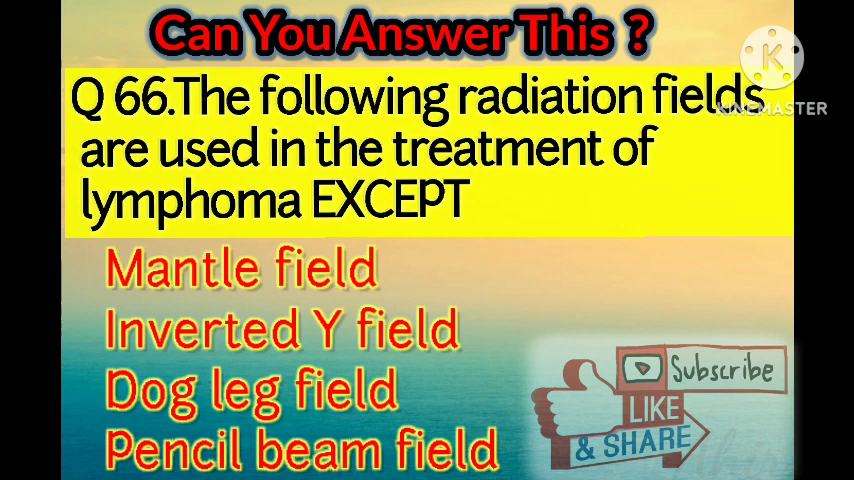 Can You Answer This ?
K
KINEMASTER
Q 66.The following radiation fields
are used in the treatment of
lymphoma EXCEPT
Mantle field
Inverted Y field
Dog leg field
Pencil beam field
Subscribe
LIKE
& SHARE